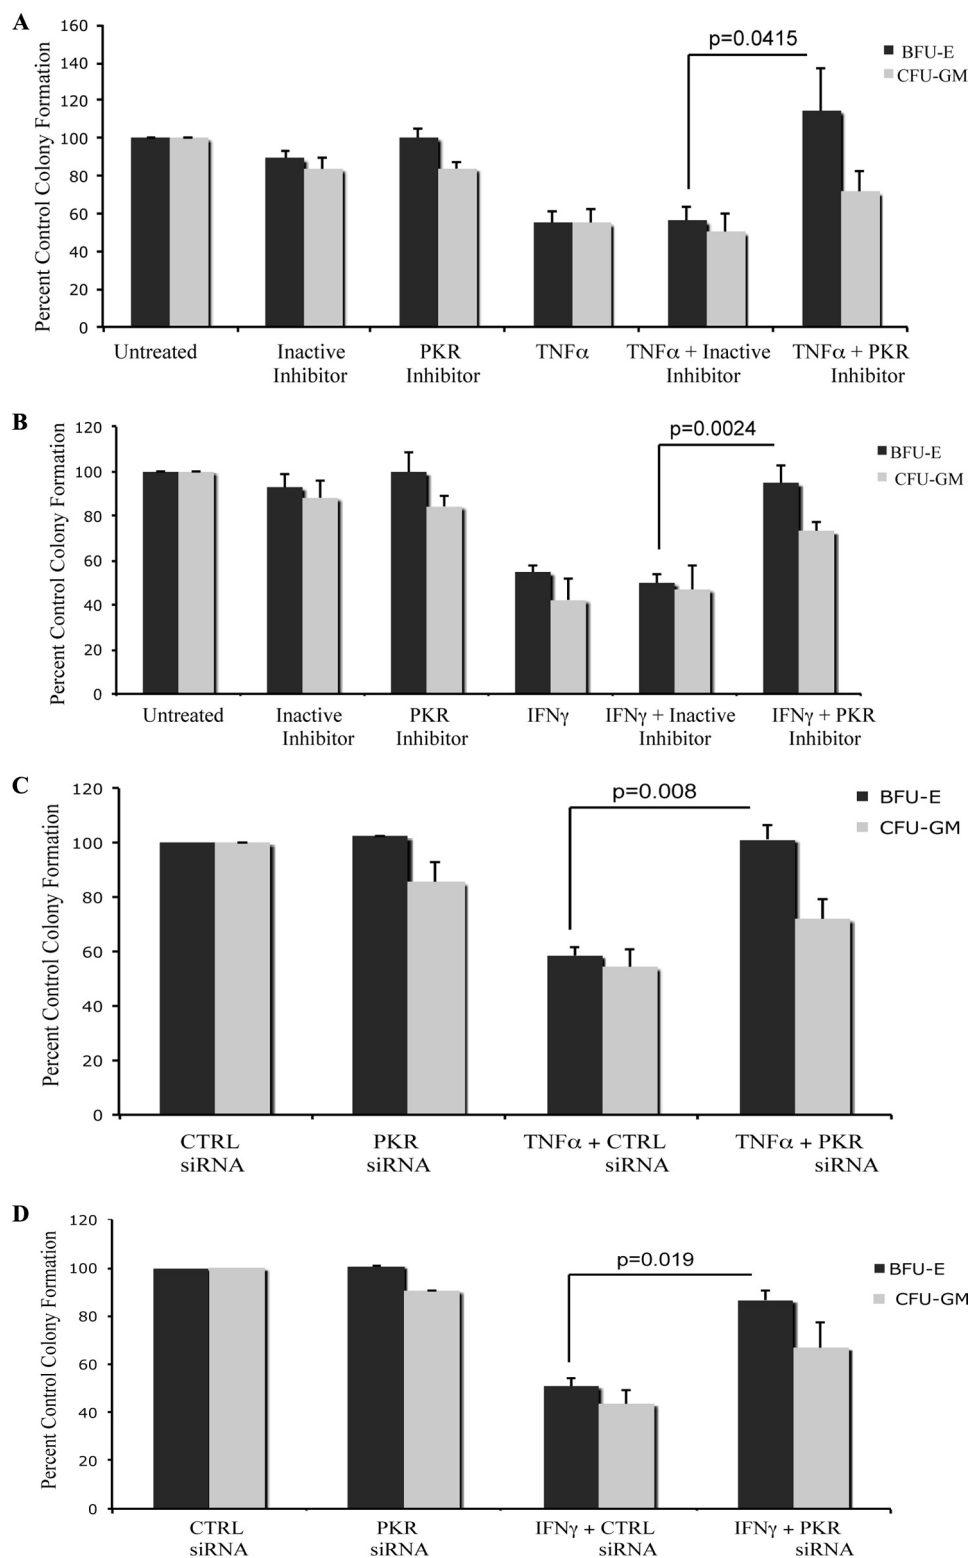 A
Percent Control Colony Formation
160
140
120
100
80
60
40
20
0
p=0.0415
BFU-E
CFU-GM
Untreated
Inactive
Inhibitor
PKR
Inhibitor
TNFα
TNFα + Inactive
Inhibitor
TNFα + PKR
Inhibitor
B
Percent Control Colony Formation
120
100
80
60
40
20
0
p=0.0024
BFU-E
CFU-GM
Untreated
Inactive
Inhibitor
PKR
Inhibitor
IFNγ
IFNγ + Inactive
Inhibitor
IFNγ + PKR
Inhibitor
C
Percent Control Colony Formation
120
100
80
60
40
20
0
p=0.008
BFU-E
CFU-GM
CTRL
siRNA
PKR
siRNA
TNFα + CTRL
siRNA
TNFα + PKR
siRNA
D
Percent Control Colony Formation
120
100
80
60
40
20
0
p=0.019
BFU-E
CFU-GM
CTRL
siRNA
PKR
siRNA
IFNγ + CTRL
siRNA
IFNγ + PKR
siRNA